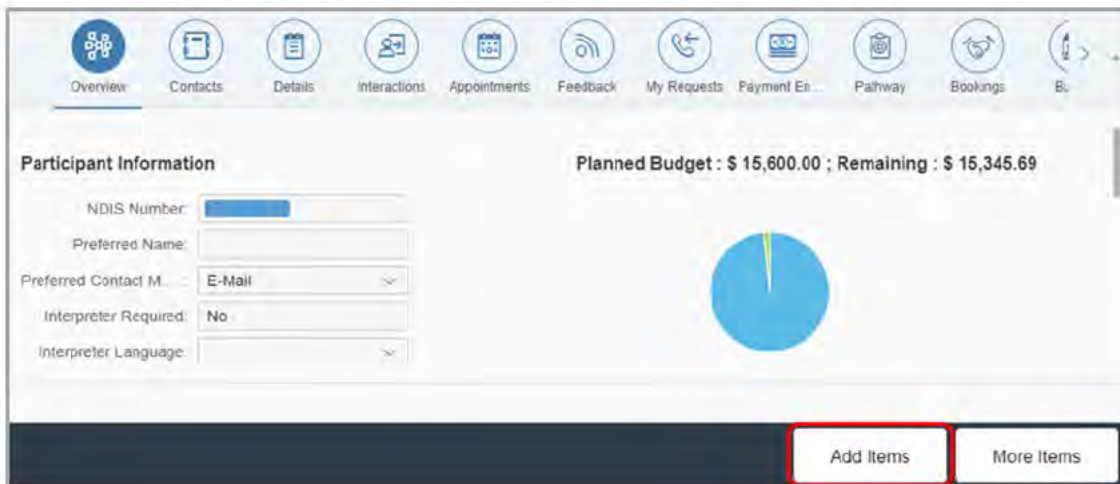 Overview Contacts Details Interactions Appointments Feedback My Requests Payment En... Pathway Bookings
Participant Information
Planned Budget : $ 15,600.00 ; Remaining : $ 15,345.69
NDIS Number:
Preferred Name:
Preferred Contact M... : E-Mail
Interpreter Required: No
Interpreter Language:
Add Items More Items